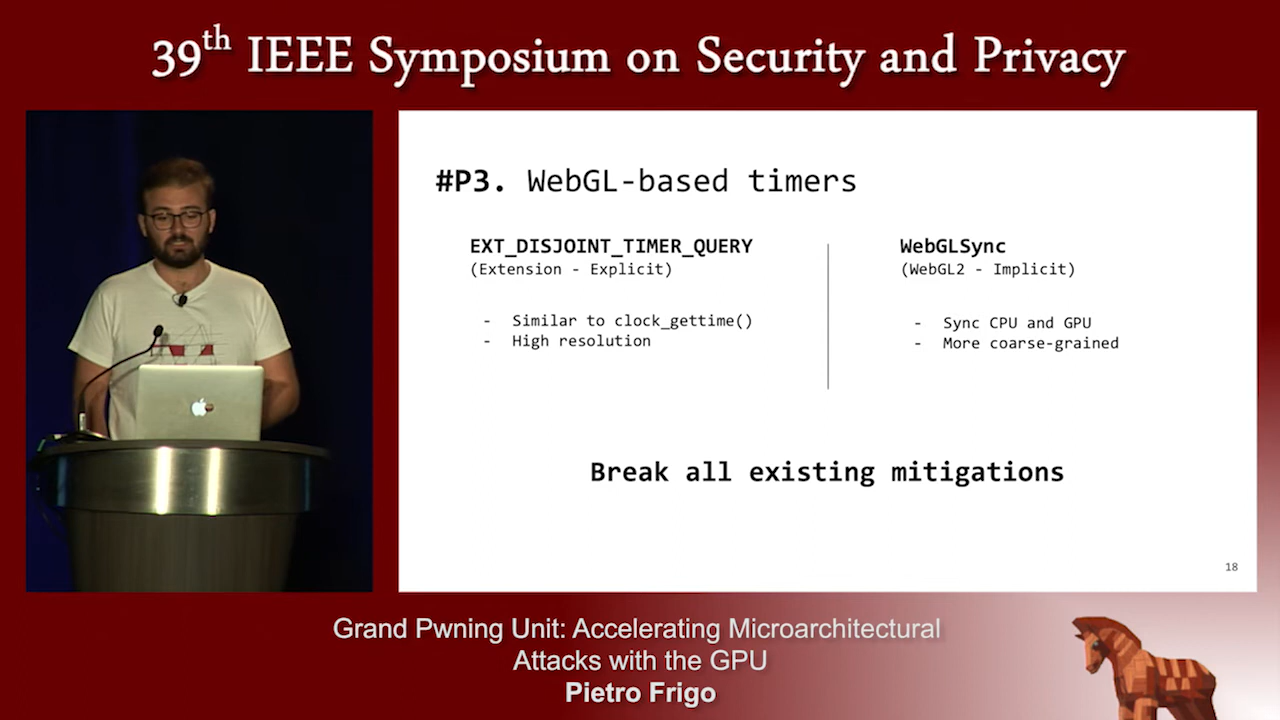 39th IEEE Symposium on Security and Privacy
#P3. WebGL-based timers
EXT_DISJOINT_TIMER_QUERY
(Extension - Explicit)
- Similar to clock_gettime()
- High resolution
WebGLSync
(WebGL2 - Implicit)
- Sync CPU and GPU
- More coarse-grained
Break all existing mitigations
18
Grand Pwning Unit: Accelerating Microarchitectural
Attacks with the GPU
Pietro Frigo